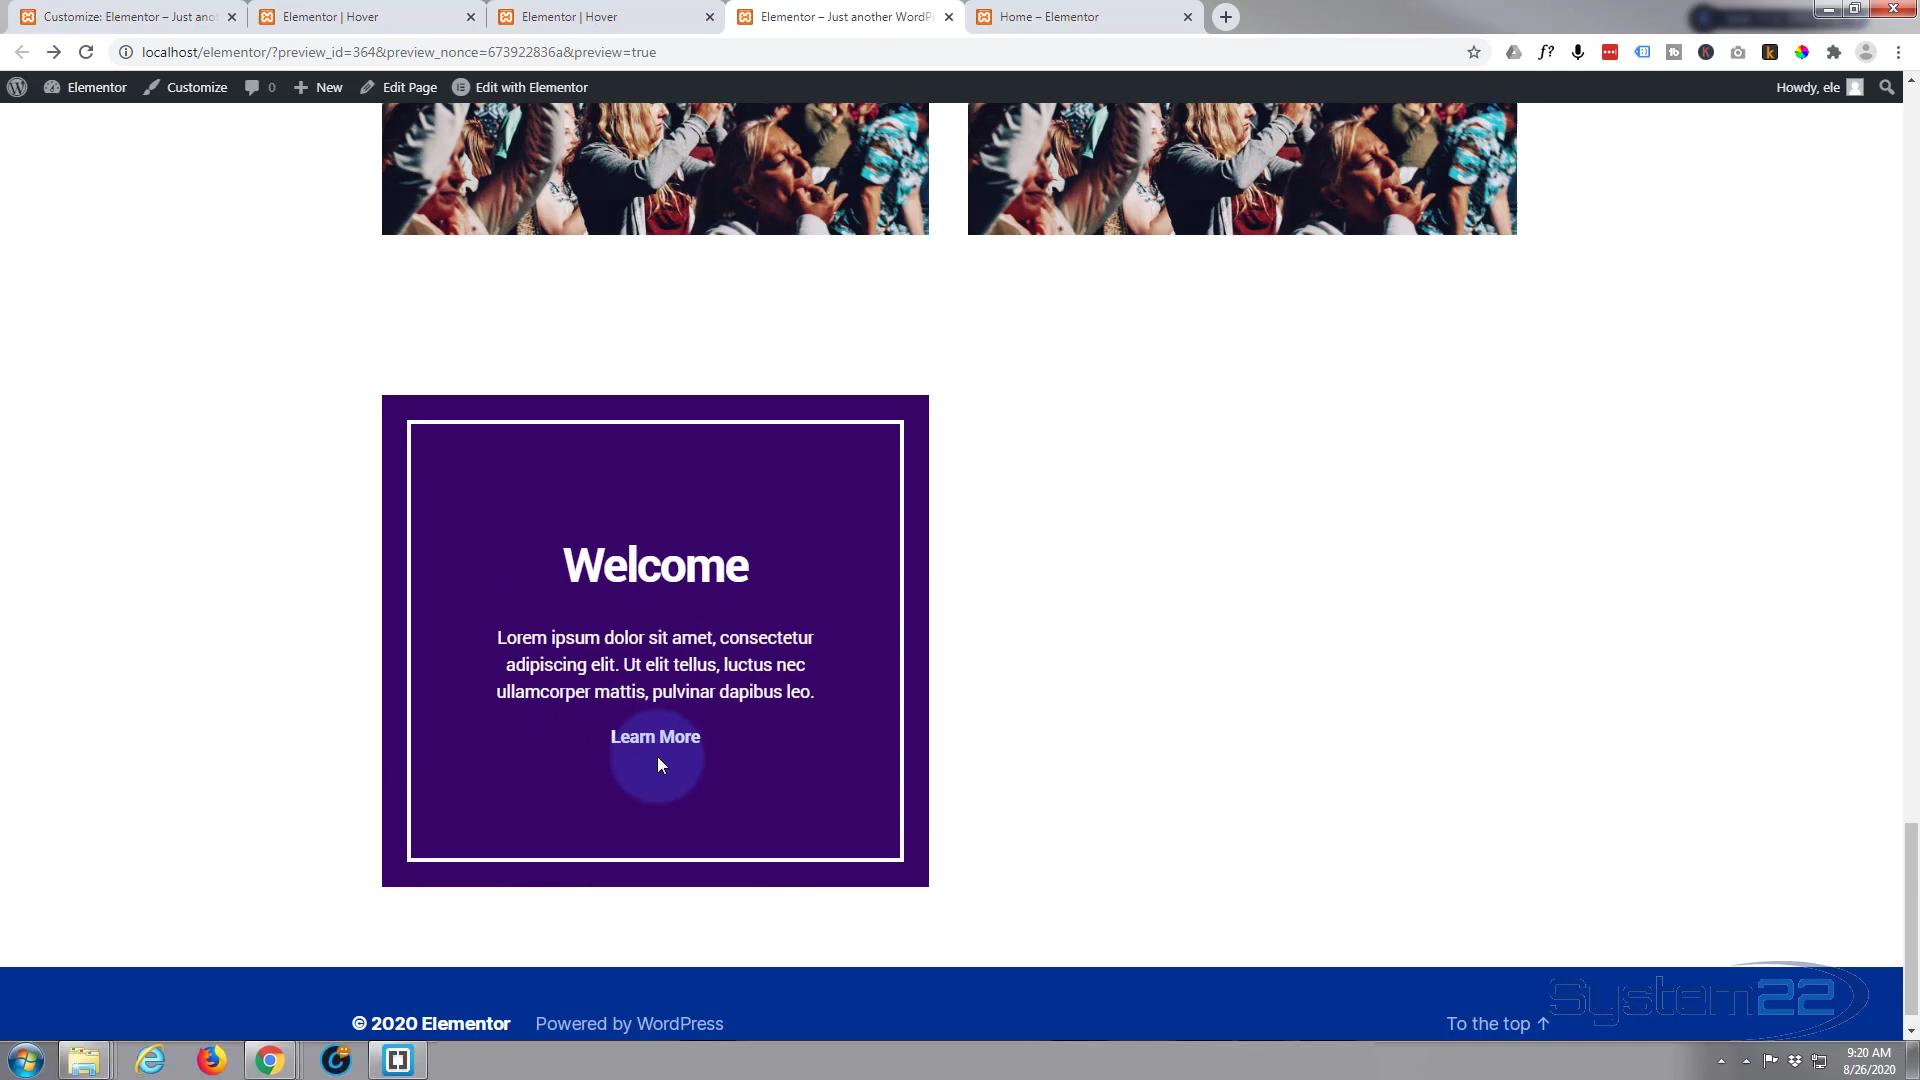 Customize: Elementor – Just anot
Elementor | Hover
Elementor | Hover
Elementor – Just another WordP
Home – Elementor
localhost/elementor/?preview_id=364&preview_nonce=673922836a&preview=true
Elementor
Customize
0
New
Edit Page
Edit with Elementor
Howdy, ele
Welcome
Lorem ipsum dolor sit amet, consectetur
adipiscing elit. Ut elit tellus, luctus nec
ullamcorper mattis, pulvinar dapibus leo.
Learn More
© 2020 Elementor
Powered by WordPress
To the top ↑
System22
9:20 AM
8/26/2020